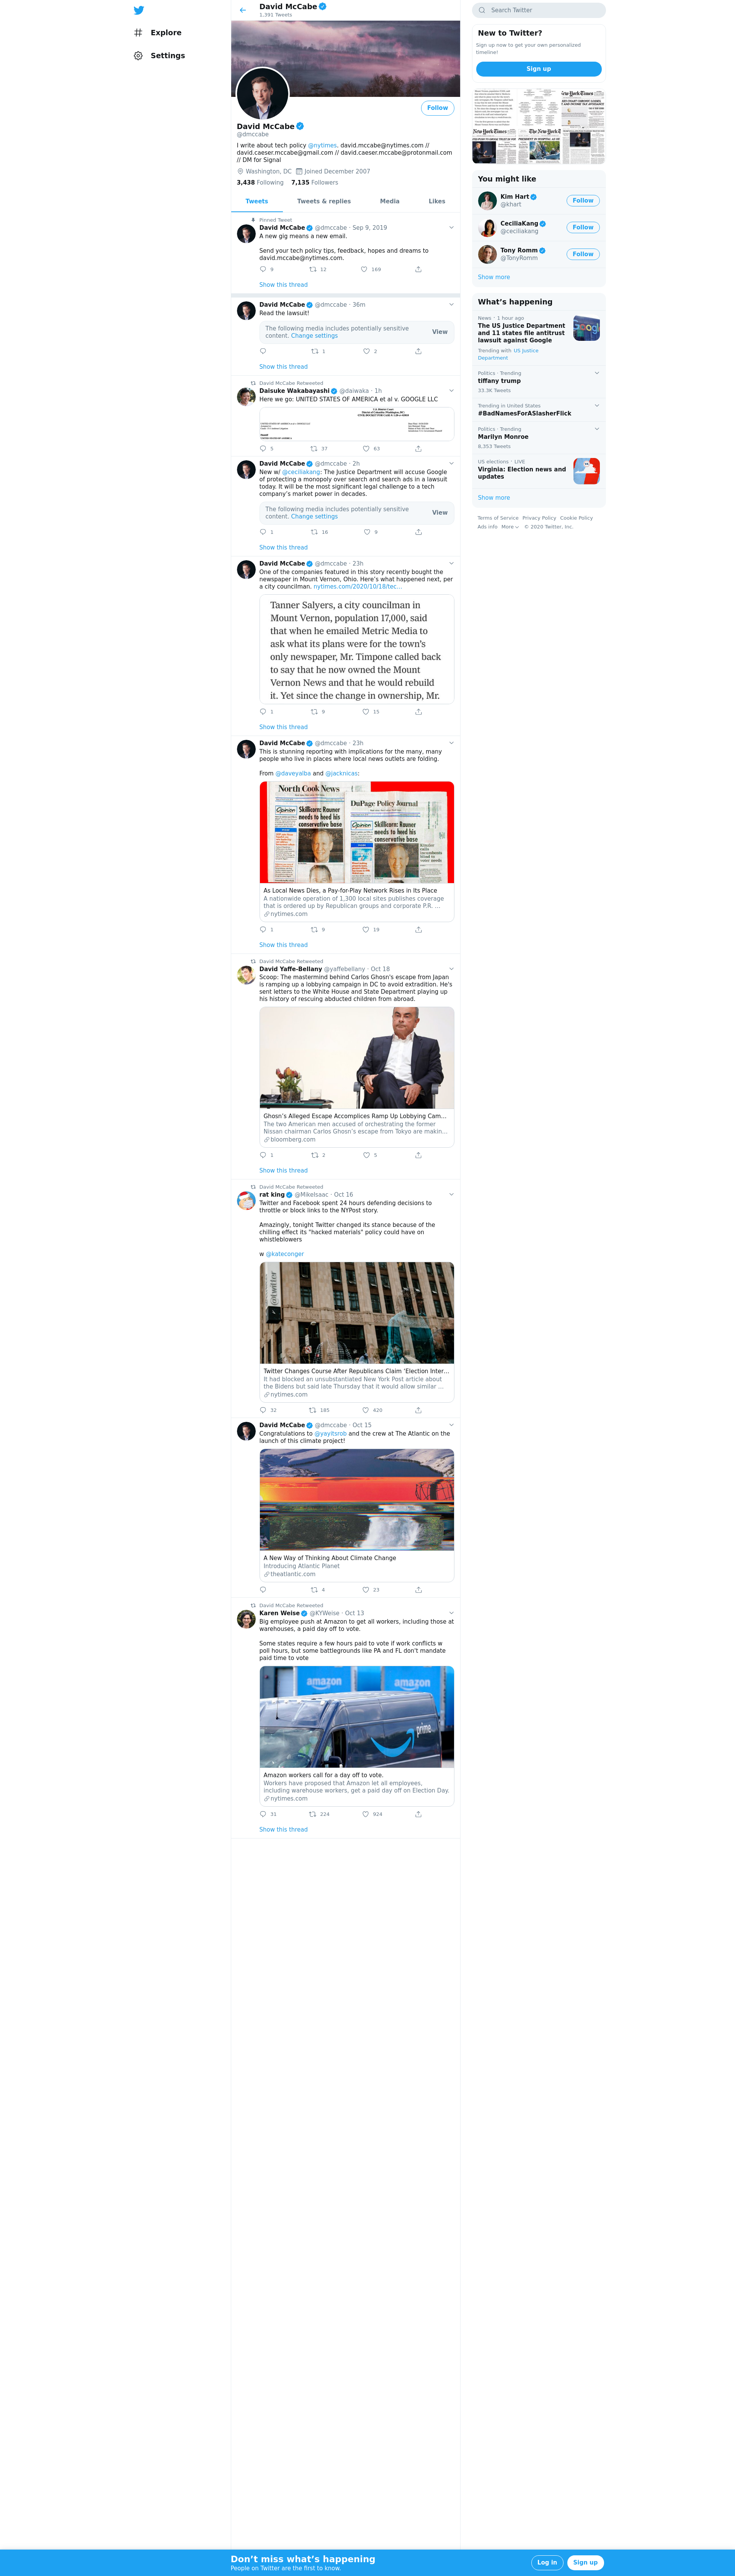 Explore
Settings
David McCabe
1,391 Tweets
Follow
David McCabe
@dmccabe
I write about tech policy @nytimes. david.mccabe@nytimes.com //
david.caeser.mccabe@gmail.com // david.caeser.mccabe@protonmail.com
// DM for Signal
Washington, DC Joined December 2007
3,438 Following 7,135 Followers
Tweets Tweets & replies Media Likes
Pinned Tweet
David McCabe @dmccabe · Sep 9, 2019
A new gig means a new email.
Send your tech policy tips, feedback, hopes and dreams to
david.mccabe@nytimes.com.
9 12 169
Show this thread
David McCabe @dmccabe · 36m
Read the lawsuit!
The following media includes potentially sensitive
content. Change settings
View
1 2
Show this thread
David McCabe Retweeted
Daisuke Wakabayashi @daiwaka · 1h
Here we go: UNITED STATES OF AMERICA et al v. GOOGLE LLC
5 37 63
David McCabe @dmccabe · 2h
New w/ @ceciliakang: The Justice Department will accuse Google
of protecting a monopoly over search and search ads in a lawsuit
today. It will be the most significant legal challenge to a tech
company's market power in decades.
The following media includes potentially sensitive
content. Change settings
View
1 16 9
Show this thread
David McCabe @dmccabe · 23h
One of the companies featured in this story recently bought the
newspaper in Mount Vernon, Ohio. Here's what happened next, per
a city councilman. nytimes.com/2020/10/18/tec…
Tanner Salyers, a city councilman in
Mount Vernon, population 17,000, said
that when he emailed Metric Media to
ask what its plans were for the town's
only newspaper, Mr. Timpone called back
to say that he now owned the Mount
Vernon News and that he would rebuild
it. Yet since the change in ownership, Mr.
1 9 15
Show this thread
David McCabe @dmccabe · 23h
This is stunning reporting with implications for the many, many
people who live in places where local news outlets are folding.
From @daveyalba and @jacknicas:
North Cook News
DuPage Policy Journal
Opinion
Skillicorn: Rauner
needs to heed his
conservative base
Opinion
Skillicorn: Rauner
needs to heed his
conservative base
As Local News Dies, a Pay-for-Play Network Rises in Its Place
A nationwide operation of 1,300 local sites publishes coverage
that is ordered up by Republican groups and corporate P.R. …
nytimes.com
1 9 19
Show this thread
David McCabe Retweeted
David Yaffe-Bellany @yaffebellany · Oct 18
Scoop: The mastermind behind Carlos Ghosn's escape from Japan
is ramping up a lobbying campaign in DC to avoid extradition. He's
sent letters to the White House and State Department playing up
his history of rescuing abducted children from abroad.
Ghosn's Alleged Escape Accomplices Ramp Up Lobbying Cam…
The two American men accused of orchestrating the former
Nissan chairman Carlos Ghosn's escape from Tokyo are makin…
bloomberg.com
1 2 5
Show this thread
David McCabe Retweeted
rat king @MikeIsaac · Oct 16
Twitter and Facebook spent 24 hours defending decisions to
throttle or block links to the NYPost story.
Amazingly, tonight Twitter changed its stance because of the
chilling effect its "hacked materials" policy could have on
whistleblowers
w @kateconger
@twitter
Twitter Changes Course After Republicans Claim 'Election Inter…
It had blocked an unsubstantiated New York Post article about
the Bidens but said late Thursday that it would allow similar …
nytimes.com
32 185 420
David McCabe @dmccabe · Oct 15
Congratulations to @yayitsrob and the crew at The Atlantic on the
launch of this climate project!
A New Way of Thinking About Climate Change
Introducing Atlantic Planet
theatlantic.com
4 23
David McCabe Retweeted
Karen Weise @KYWeise · Oct 13
Big employee push at Amazon to get all workers, including those at
warehouses, a paid day off to vote.
Some states require a few hours paid to vote if work conflicts w
poll hours, but some battlegrounds like PA and FL don't mandate
paid time to vote
amazon amazon
prime
Amazon workers call for a day off to vote.
Workers have proposed that Amazon let all employees,
including warehouse workers, get a paid day off on Election Day.
nytimes.com
31 224 824
Show this thread
Search Twitter
New to Twitter?
Sign up now to get your own personalized
timeline!
Sign up
You might like
Kim Hart
@khart
Follow
CeciliaKang
@ceciliakang
Follow
Tony Romm
@TonyRomm
Follow
Show more
What's happening
News · 1 hour ago
The US Justice Department
and 11 states file antitrust
lawsuit against Google
Trending with US Justice
Department
Politics · Trending
tiffany trump
33.3K Tweets
Trending in United States
#BadNamesForASlasherFlick
Politics · Trending
Marilyn Monroe
8,353 Tweets
US elections · LIVE
Virginia: Election news and
updates
Show more
Terms of Service Privacy Policy Cookie Policy
Ads info More © 2020 Twitter, Inc.
Don't miss what's happening
People on Twitter are the first to know.
Log in Sign up